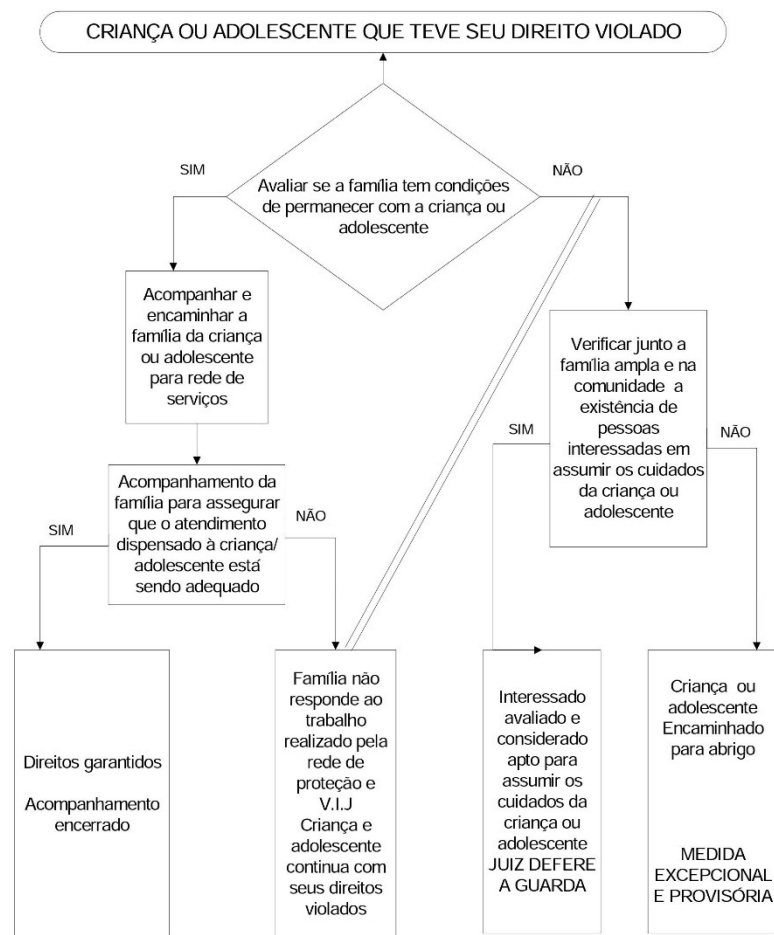 CRIANÇA OU ADOLESCENTE QUE TEVE SEU DIREITO VIOLADO
SIM
NÃO
Avaliar se a família tem condições
de permanecer com a criança ou
adolescente
Acompanhar e
encaminhar a
família da criança
ou adolescente
para rede de
serviços
Verificar junto a
família ampla e na
comunidade a
existência de
pessoas
interessadas em
assumir os cuidados
da criança ou
adolescente
SIM
NÃO
Acompanhamento da
família para assegurar
que o atendimento
dispensado à criança/
adolescente está
sendo adequado
SIM
NÃO
Direitos garantidos
Acompanhamento
encerrado
Família não
responde ao
trabalho
realizado pela
rede de
proteção e
V.I.J
Criança e
adolescente
continua com
seus direitos
violados
Interessado
avaliado e
considerado
apto para
assumir os
cuidados da
criança ou
adolescente
JUIZ DEFERE
A GUARDA
Criança ou
adolescente
Encaminhado
para abrigo
MEDIDA
EXCEPCIONAL
E PROVISÓRIA